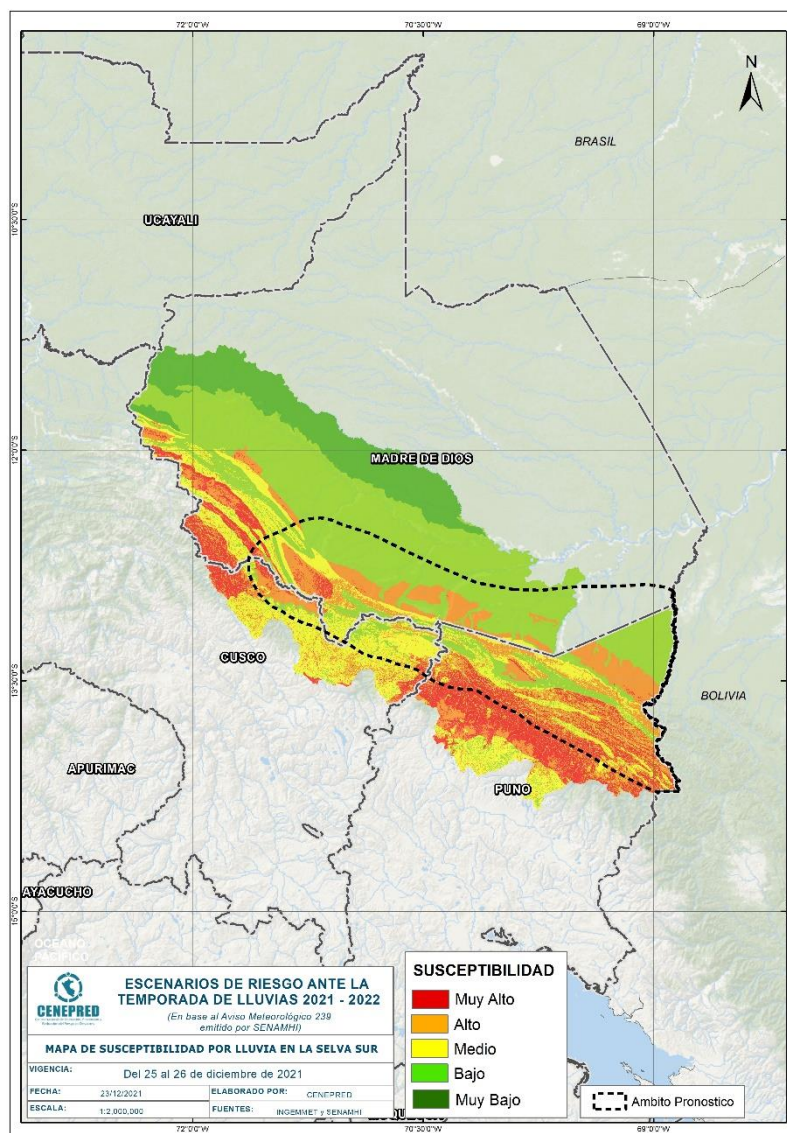 72°0'0"W
70°30'0"W
69°0'0"W
N
BRASIL
10°30'0"S
UCAYALI
12°0'0"S
MADRE DE DIOS
CUSCO
13°30'0"S
BOLIVIA
APURIMAC
PUNO
AYACUCHO
15°0'0"S
OCEANO
PACIFICO
CENEPRED
ESCENARIOS DE RIESGO ANTE LA
TEMPORADA DE LLUVIAS 2021 - 2022
(En base al Aviso Meteorológico 239
emitido por SENAMHI)
MAPA DE SUSCEPTIBILIDAD POR LLUVIA EN LA SELVA SUR
VIGENCIA: Del 25 al 26 de diciembre de 2021
FECHA: 23/12/2021 ELABORADO POR: CENEPRED
ESCALA: 1:2,000,000 FUENTES: INGEMMET y SENAMHI
SUSCEPTIBILIDAD
Muy Alto
Alto
Medio
Bajo
Muy Bajo
Ambito Pronostico
72°0'0"W
70°30'0"W
69°0'0"W